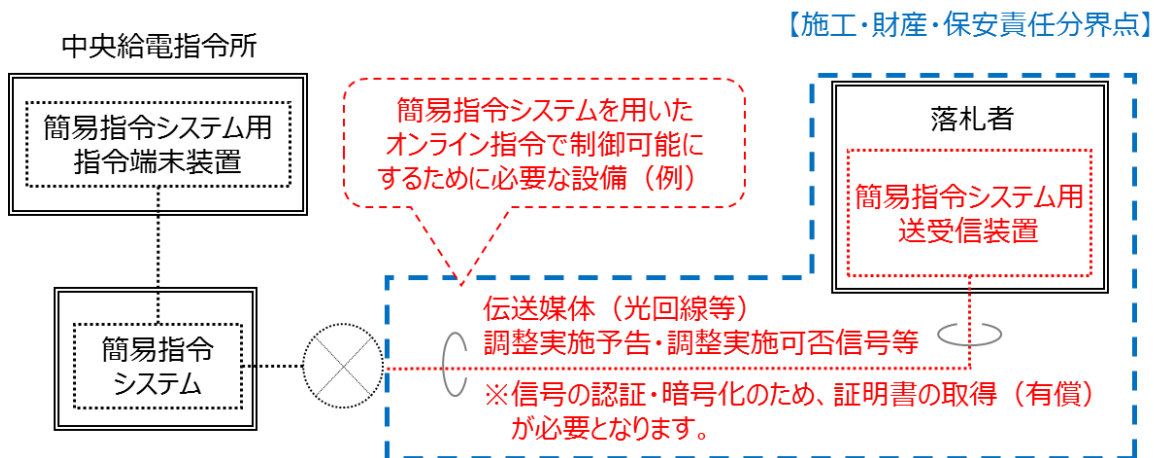 【施工・財産・保安責任分界点】
中央給電指令所
簡易指令システム用
指令端末装置
簡易指令システムを用いた
オンライン指令で制御可能に
するために必要な設備（例）
落札者
簡易指令システム用
送受信装置
簡易指令
システム
伝送媒体（光回線等）
調整実施予告・調整実施可否信号等
※信号の認証・暗号化のため、証明書の取得（有償）
が必要となります。